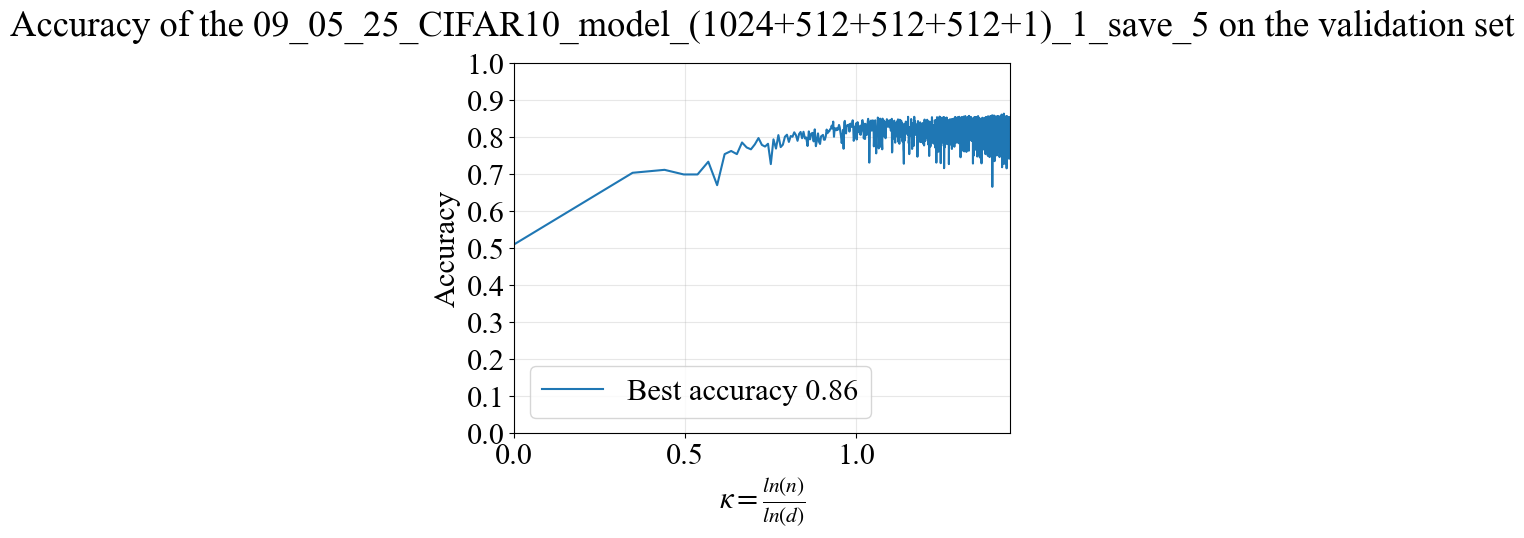 Accuracy of the 09_05_25_CIFAR10_model_(1024+512+512+512+1)_1_save_5 on the validation set
1.0
0.9
0.8
0.7
0.6
0.5
0.4
0.3
0.2
0.1
0.0
Accuracy
Best accuracy 0.86
0.0 0.5 1.0
κ = ln(n) / ln(d)